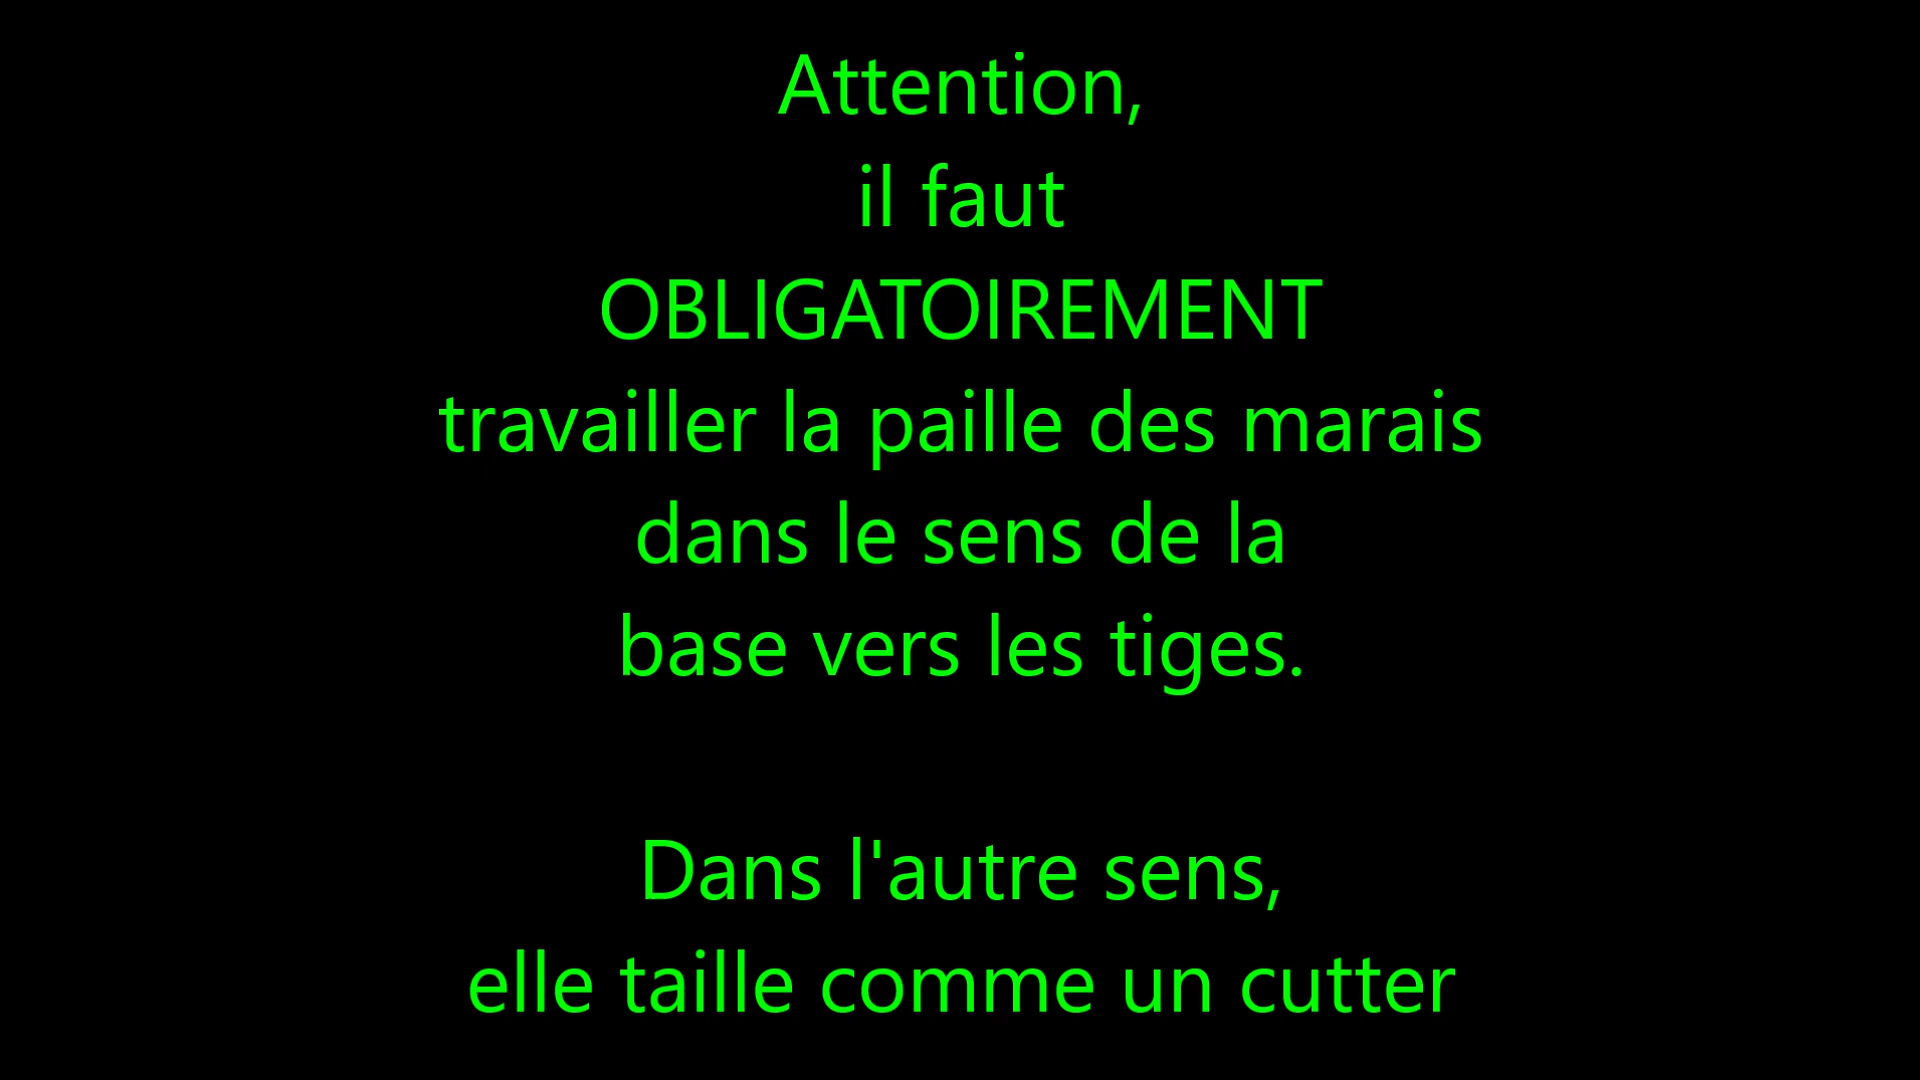 Attention,
il faut
OBLIGATOIREMENT
travailler la paille des marais
dans le sens de la
base vers les tiges.
Dans l'autre sens,
elle taille comme un cutter